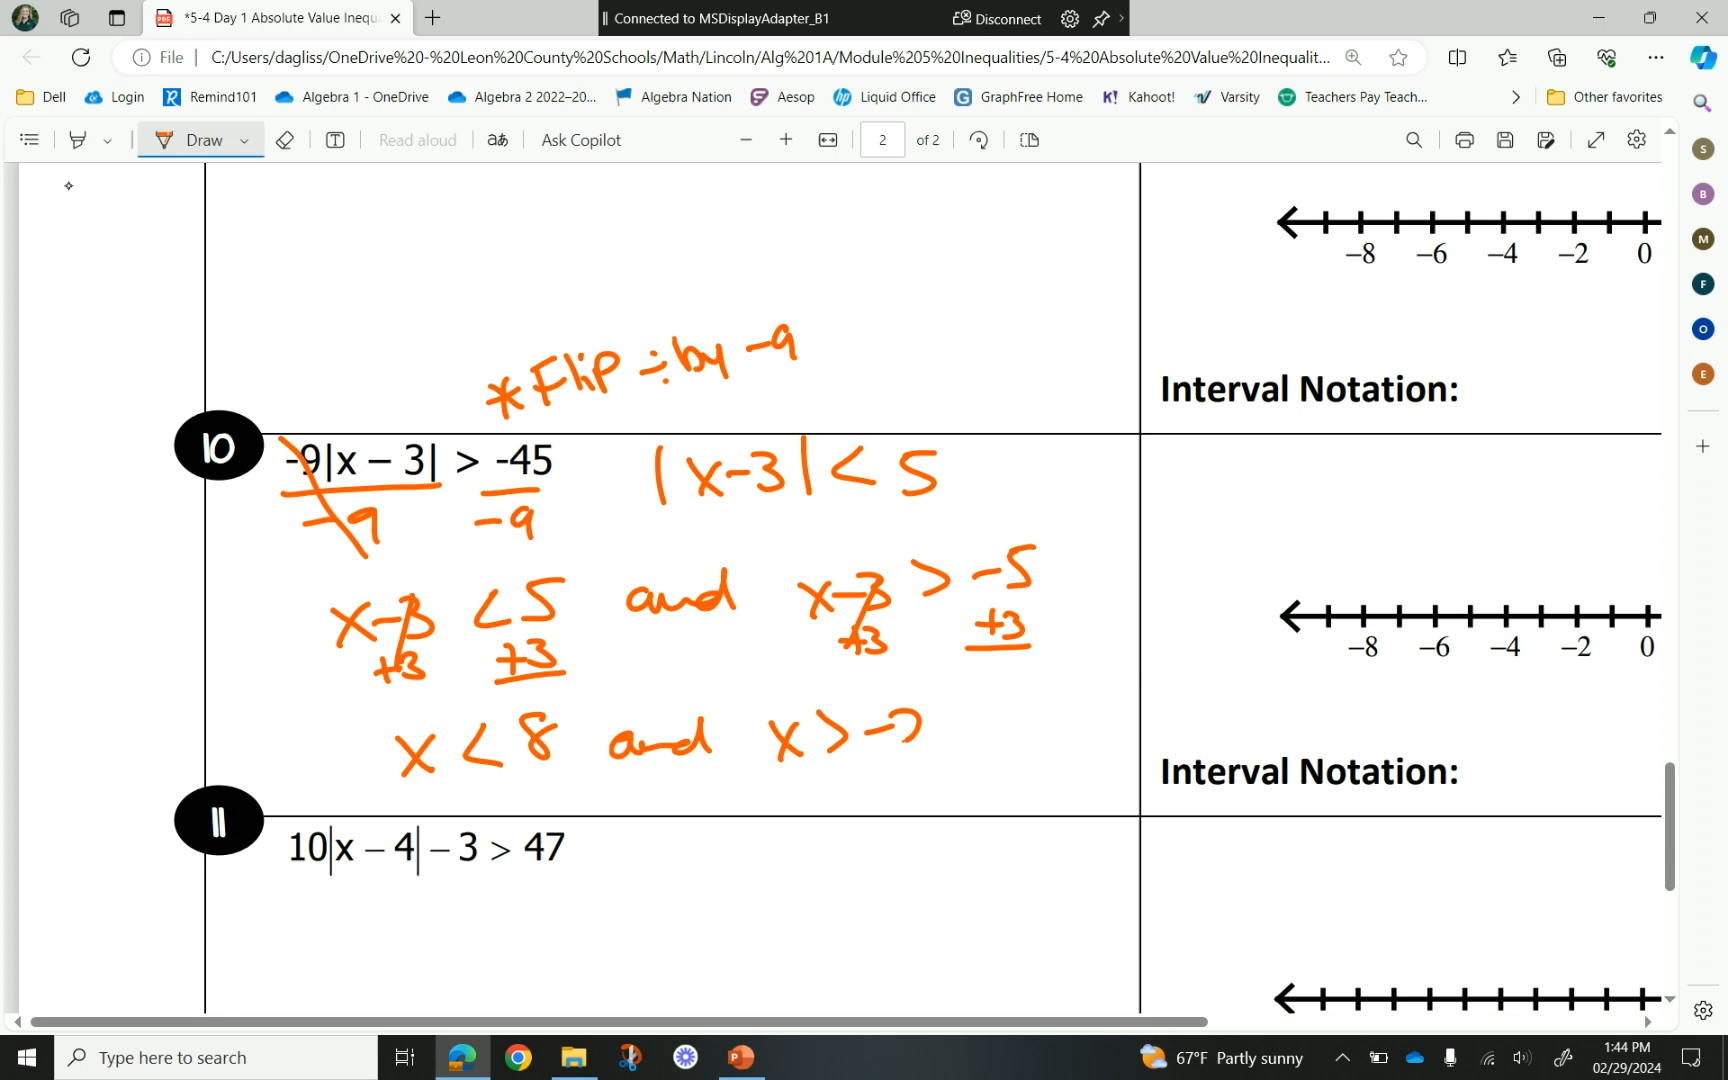 *5-4 Day 1 Absolute Value Inequ
Connected to MSDisplayAdapter_B1
Disconnect
File
C:/Users/dagliss/OneDrive%20-%20Leon%20County%20Schools/Math/Lincoln/Alg%201A/Module%205%20Inequalities/5-4%20Absolute%20Value%20Inequalit...
Dell Login Remind101 Algebra 1 - OneDrive Algebra 2 2022–20... Algebra Nation Aesop Liquid Office GraphFree Home Kahoot! Varsity Teachers Pay Teach... Other favorites
Draw Read aloud aあ Ask Copilot 2 of 2
S
B
M
F
O
E
–8 –6 –4 –2 0
* Flip ÷ by -9
Interval Notation:
10
-9|x – 3| > -45
|x-3| < 5
-9 -9
x-3 < 5 and x-3 > -5
+3 +3 +3 +3
–8 –6 –4 –2 0
x < 8 and x > -2
Interval Notation:
11
10|x – 4| – 3 > 47
Type here to search
67°F Partly sunny
1:44 PM
02/29/2024